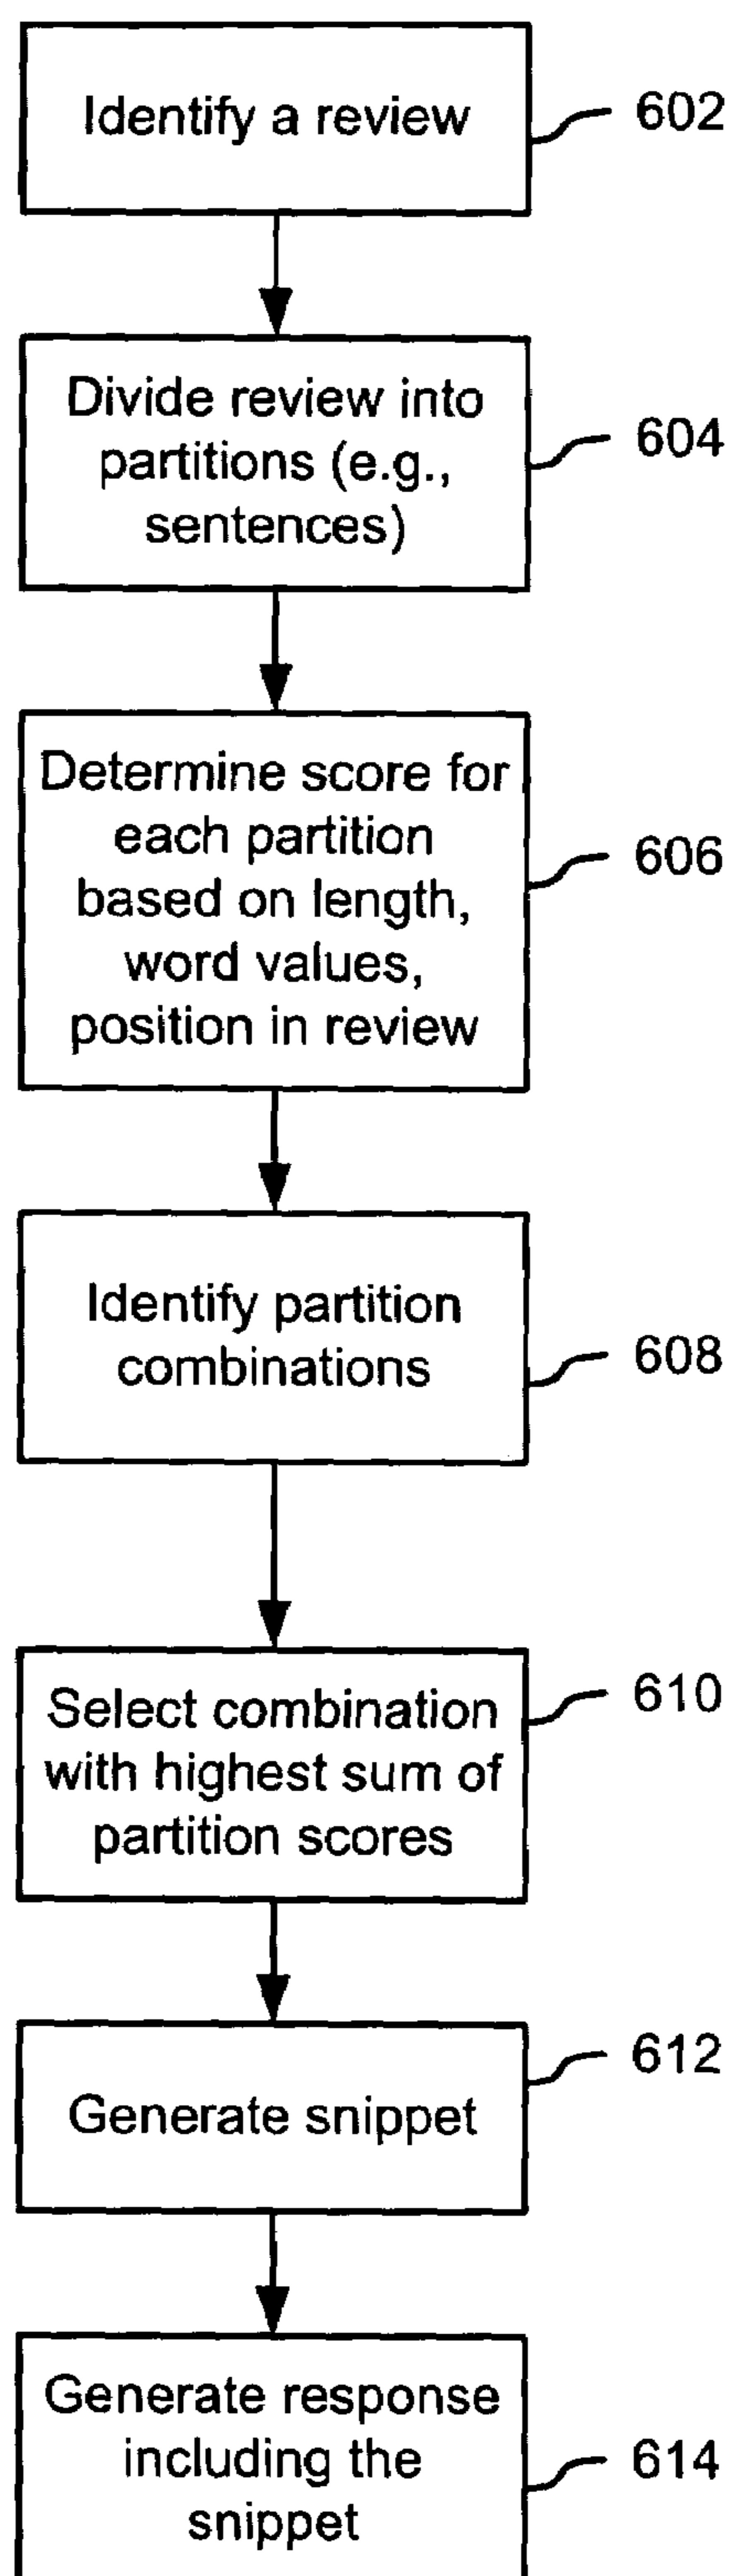 Identify a review
602
Divide review into
partitions (e.g.,
sentences)
604
Determine score for
each partition
based on length,
word values,
position in review
606
Identify partition
combinations
608
Select combination
with highest sum of
partition scores
610
Generate snippet
612
Generate response
including the
snippet
614